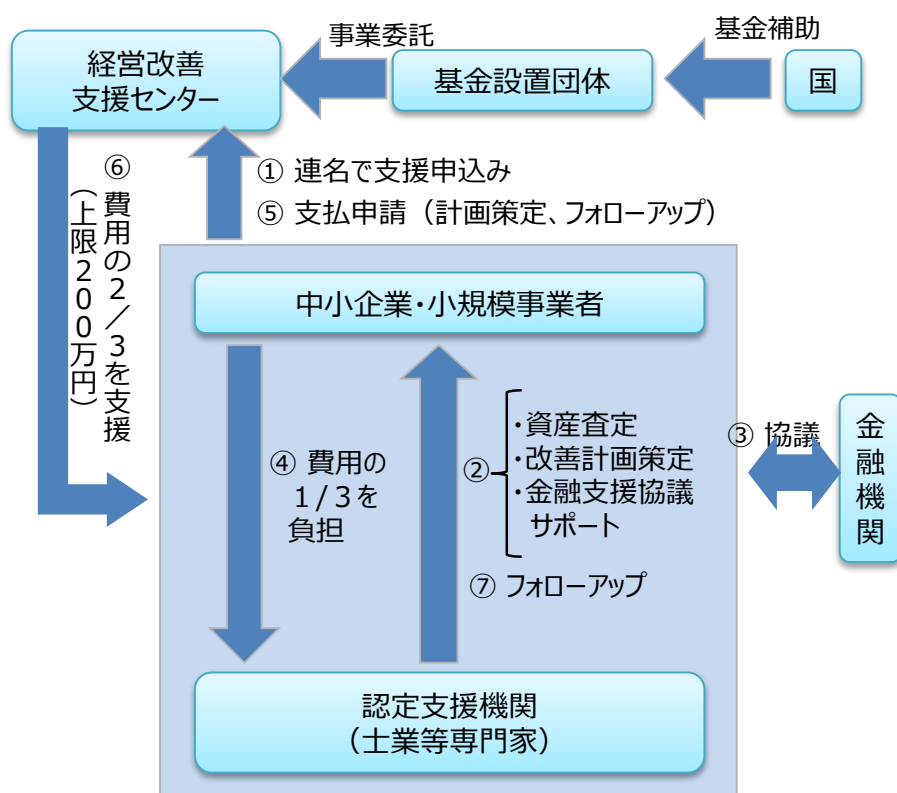 事業委託
基金補助
経営改善
支援センター
基金設置団体
国
① 連名で支援申込み
⑤ 支払申請（計画策定、フォローアップ）
⑥ 費用の2／3を支援
（上限200万円）
中小企業・小規模事業者
④ 費用の
1/3を
負担
②
・資産査定
・改善計画策定
・金融支援協議
サポート
⑦ フォローアップ
③ 協議
金融機関
認定支援機関
（士業等専門家）